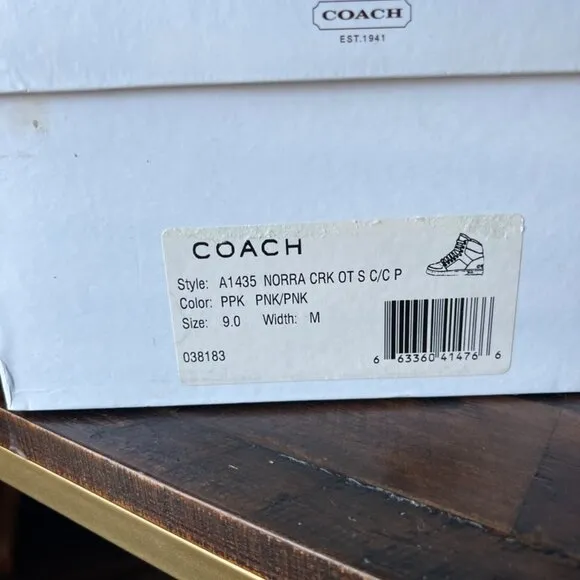 COACH
EST.1941
COACH
Style: A1435 NORRA CRK OT S C/C P
Color: PPK PNK/PNK
Size: 9.0 Width: M
038183
6 63360 41476 6